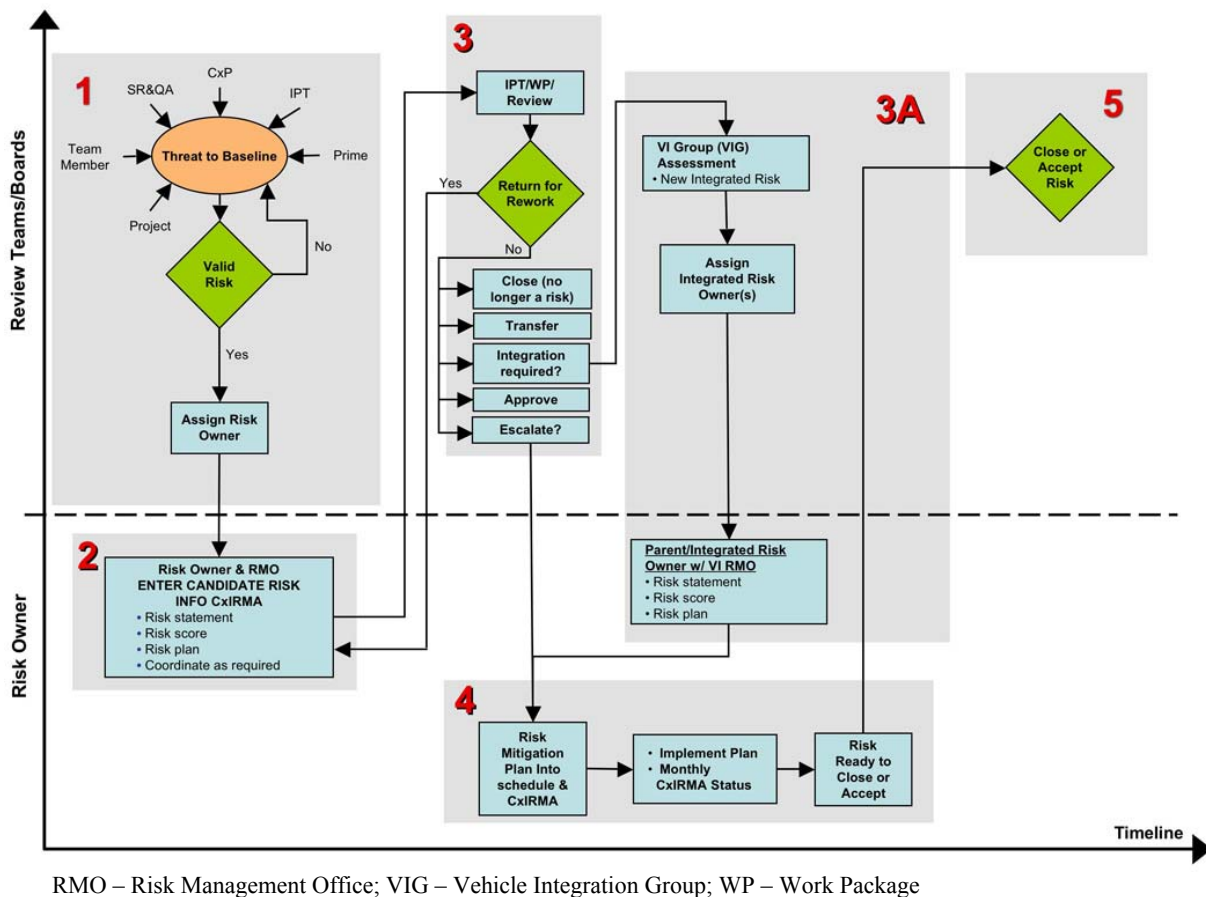 Review Teams/Boards
Risk Owner
1
CxP
SR&QA
IPT
Team
Member
Threat to Baseline
Prime
Project
Valid
Risk
No
Yes
Assign Risk
Owner
2
Risk Owner & RMO
ENTER CANDIDATE RISK
INFO CxIRMA
• Risk statement
• Risk score
• Risk plan
• Coordinate as required
3
IPT/WP/
Review
Yes
Return for
Rework
No
Close (no
longer a risk)
Transfer
Integration
required?
Approve
Escalate?
3A
VI Group (VIG)
Assessment
• New Integrated Risk
Assign
Integrated Risk
Owner(s)
Parent/Integrated Risk
Owner w/ VI RMO
• Risk statement
• Risk score
• Risk plan
4
Risk
Mitigation
Plan Into
schedule &
CxIRMA
• Implement Plan
• Monthly
CxIRMA Status
Risk
Ready to
Close or
Accept
5
Close or
Accept
Risk
Timeline
RMO – Risk Management Office; VIG – Vehicle Integration Group; WP – Work Package